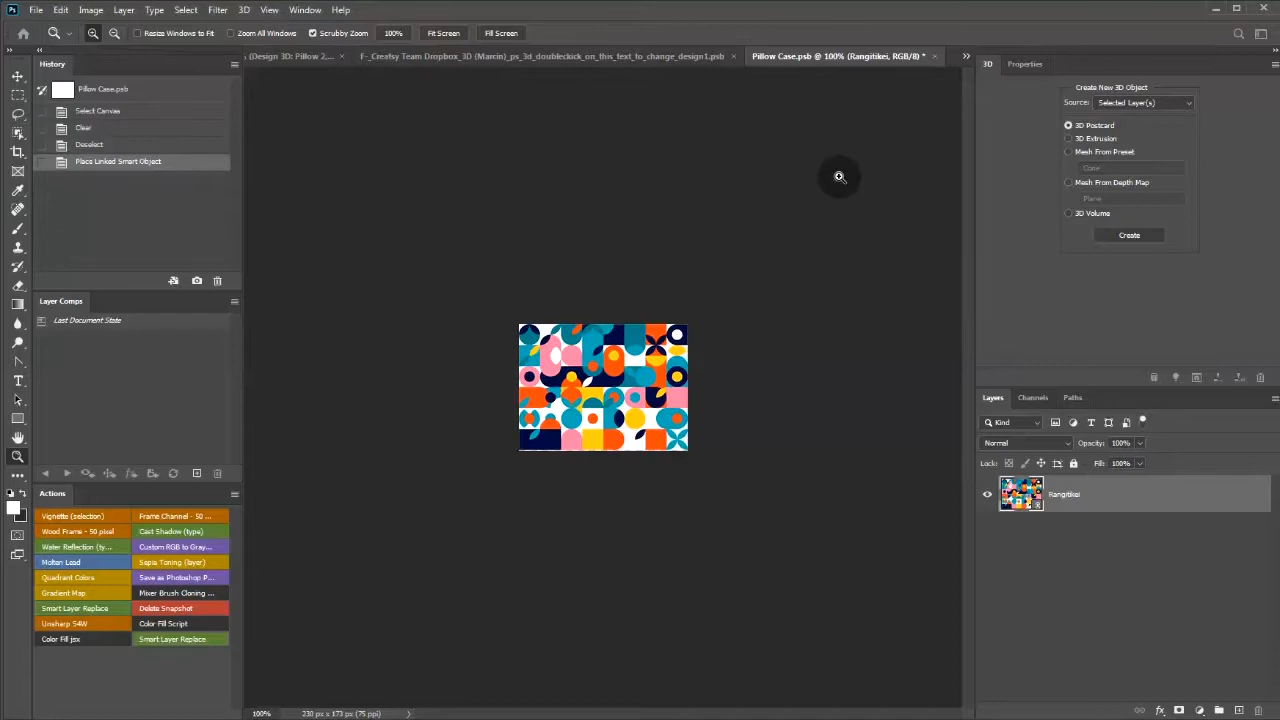 File Edit Image Layer Type Select Filter 3D View Window Help
Resize Windows to Fit Zoom All Windows Scrubby Zoom 100% Fit Screen Fill Screen
History
Pillow Case.psb
Select Canvas
Clear
Deselect
Place Linked Smart Object
Layer Comps
Last Document State
Actions
Vignette (selection) Frame Channel - 50 ...
Wood Frame - 50 pixel Cast Shadow (type)
Water Reflection (ty... Custom RGB to Gray...
Molten Lead Sepia Toning (layer)
Quadrant Colors Save as Photoshop P...
Gradient Map Mixer Brush Cloning ...
Smart Layer Replace Delete Snapshot
Unsharp S4W Color Fill Script
Color Fill jsx Smart Layer Replace
(Design 3D: Pillow 2,... × F-_Creatsy Team Dropbox_3D (Marcin)_ps_3d_doubleckick_on_this_text_to_change_design1.psb × Pillow Case.psb @ 100% (Rangitikei, RGB/8) * ×
100% 230 px x 173 px (75 ppi)
3D Properties
Create New 3D Object
Source: Selected Layer(s)
3D Postcard
3D Extrusion
Mesh From Preset
Cone
Mesh From Depth Map
Plane
3D Volume
Create
Layers Channels Paths
Kind
Normal Opacity: 100%
Lock: Fill: 100%
Rangitikei